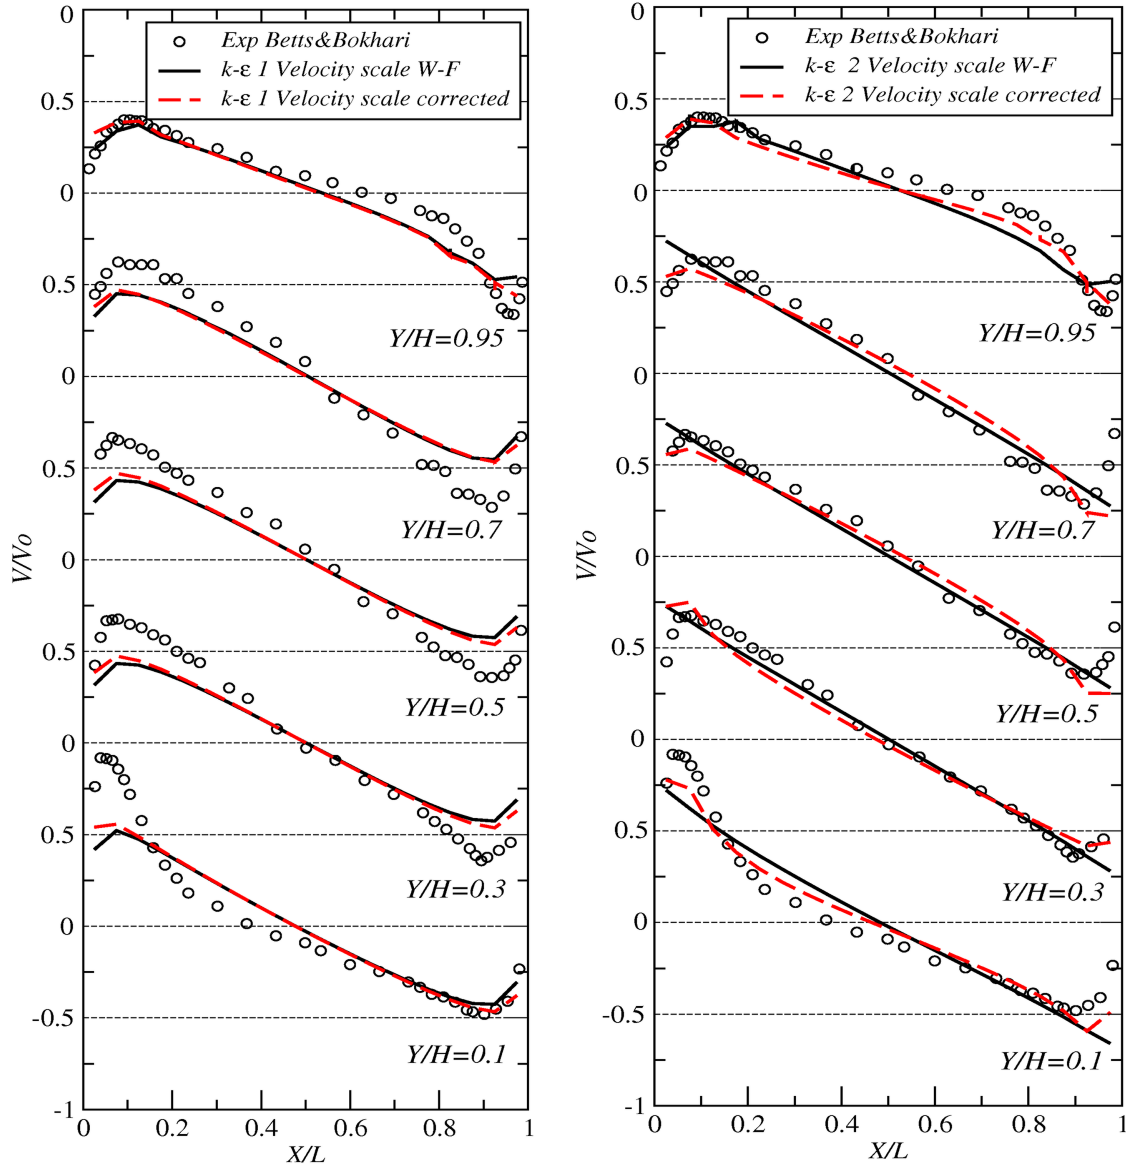 Exp Betts&Bokhari
k-ε 1 Velocity scale W-F
k-ε 1 Velocity scale corrected
0
0.5
0
0.5
Y/H=0.95
0
0.5
Y/H=0.7
0
0.5
Y/H=0.5
0
0.5
Y/H=0.3
0
-0.5
Y/H=0.1
-1
0 0.2 0.4 0.6 0.8 1
X/L
V/Vo
Exp Betts&Bokhari
k-ε 2 Velocity scale W-F
k-ε 2 Velocity scale corrected
0
0.5
0
0.5
Y/H=0.95
0
0.5
Y/H=0.7
0
0.5
Y/H=0.5
0
0.5
Y/H=0.3
0
-0.5
Y/H=0.1
-1
0 0.2 0.4 0.6 0.8 1
X/L
V/Vo